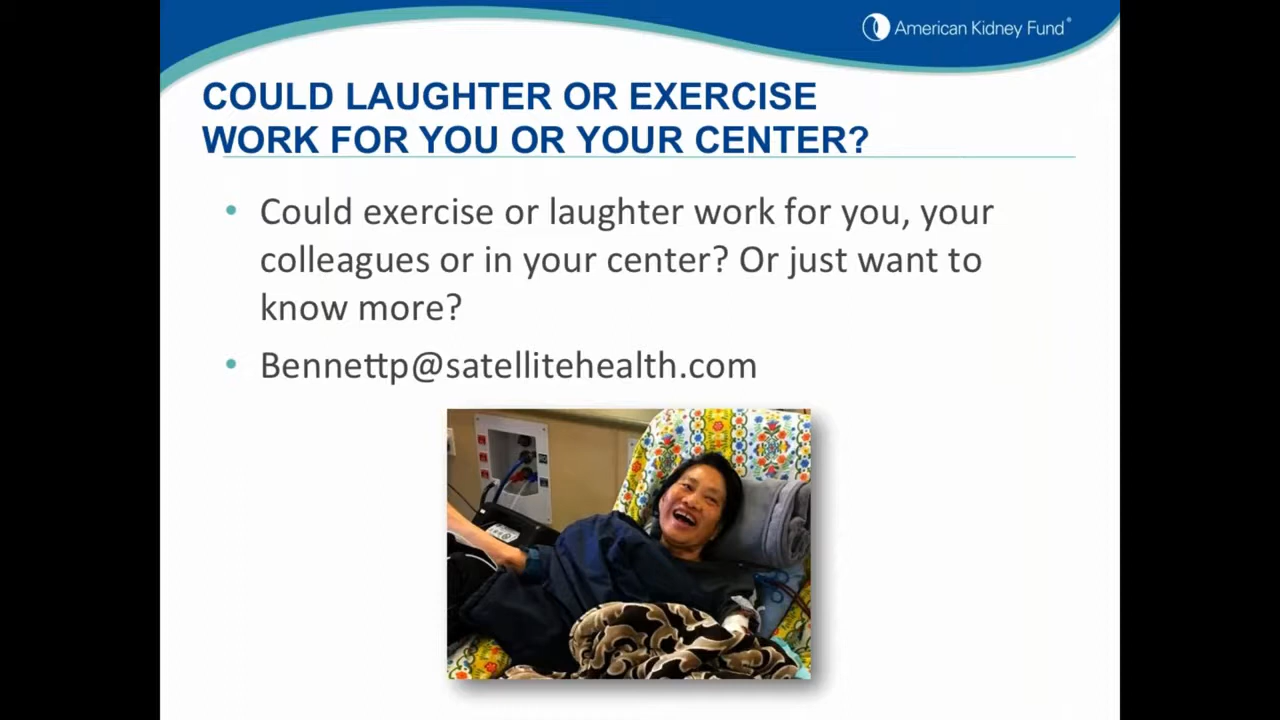 American Kidney Fund®
COULD LAUGHTER OR EXERCISE
WORK FOR YOU OR YOUR CENTER?
• Could exercise or laughter work for you, your
colleagues or in your center? Or just want to
know more?
• Bennettp@satellitehealth.com